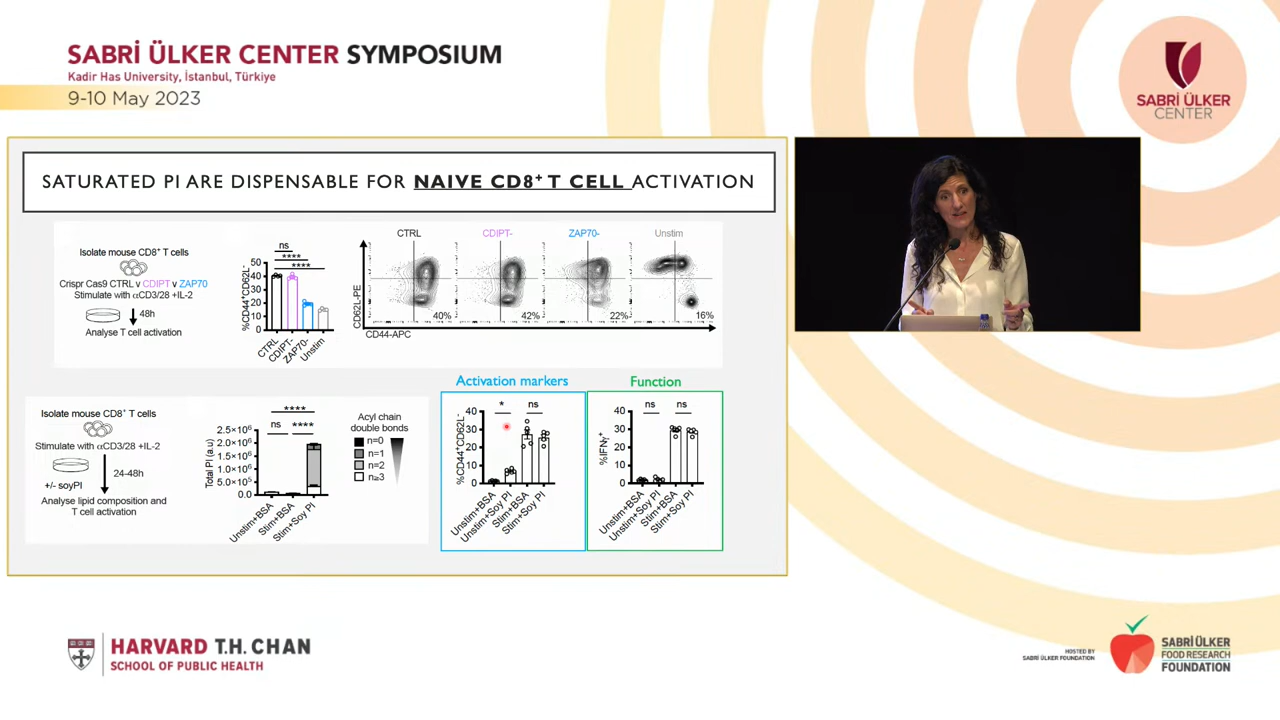 SABRİ ÜLKER CENTER SYMPOSIUM
Kadir Has University, İstanbul, Türkiye
9-10 May 2023
SABRİ ÜLKER
CENTER
SATURATED PI ARE DISPENSABLE FOR NAIVE CD8⁺ T CELL ACTIVATION
Isolate mouse CD8⁺ T cells
Crispr Cas9 CTRL v CDIPT v ZAP70
Stimulate with αCD3/28 +IL-2
48h
Analyse T cell activation
%CD44⁺CD62L⁻
50
40
30
20
10
0
ns
****
****
CTRL
CDIPT-
ZAP70-
Unstim
CTRL
CDIPT-
ZAP70-
Unstim
CD62L-PE
40%
42%
22%
16%
CD44-APC
Isolate mouse CD8⁺ T cells
Stimulate with αCD3/28 +IL-2
24-48h
+/- soyPI
Analyse lipid composition and
T cell activation
Total PI (a.u)
2.5×10⁶
2.0×10⁶
1.5×10⁶
1.0×10⁶
5.0×10⁵
0.0
****
ns
****
Unstim+BSA
Stim+BSA
Stim+Soy PI
Acyl chain
double bonds
n=0
n=1
n=2
n≥3
Activation markers
%CD44⁺CD62L⁻
40
30
20
10
0
*
ns
Unstim+BSA
Unstim+Soy PI
Stim+BSA
Stim+Soy PI
Function
%IFNγ⁺
40
30
20
10
0
ns
ns
Unstim+BSA
Unstim+Soy PI
Stim+BSA
Stim+Soy PI
HARVARD T.H. CHAN
SCHOOL OF PUBLIC HEALTH
HOSTED BY
SABRİ ÜLKER FOUNDATION
SABRİ ÜLKER
FOOD RESEARCH
FOUNDATION